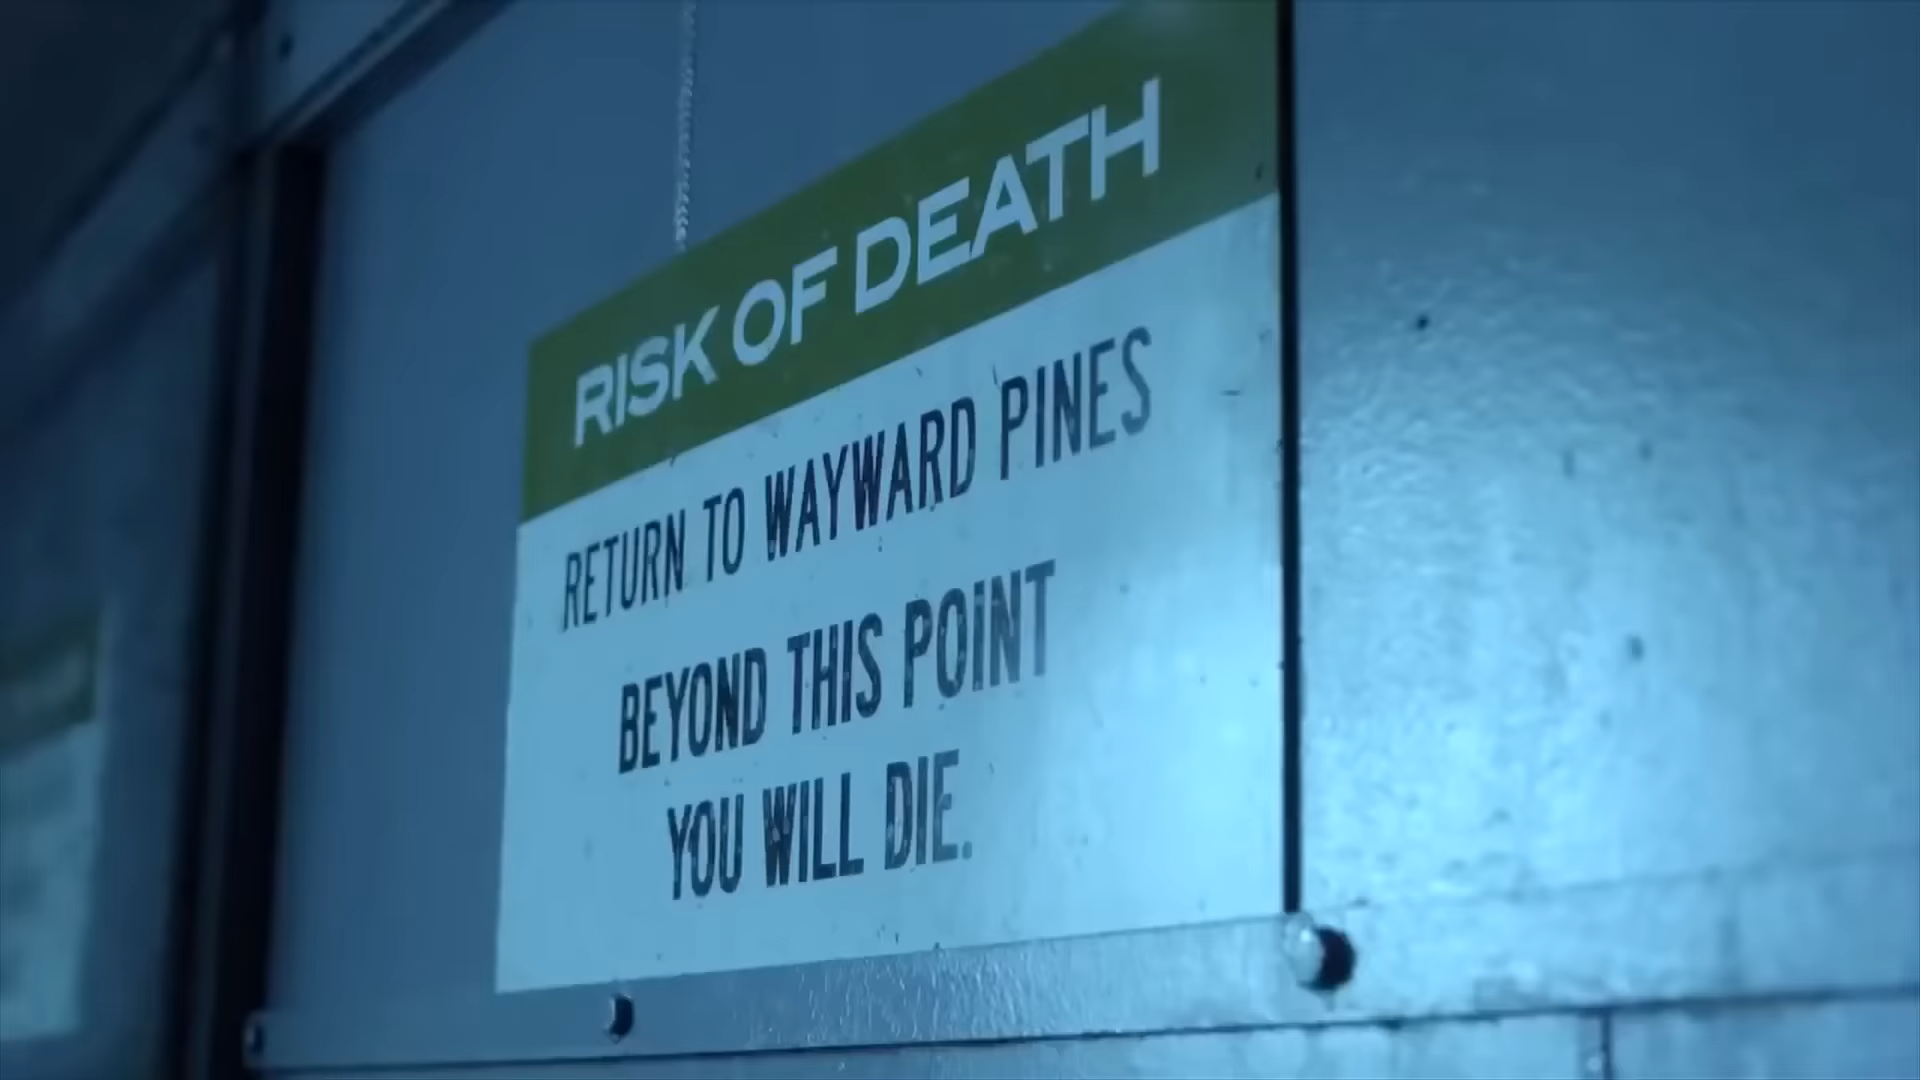 RISK OF DEATH
RETURN TO WAYWARD PINES
BEYOND THIS POINT
YOU WILL DIE.